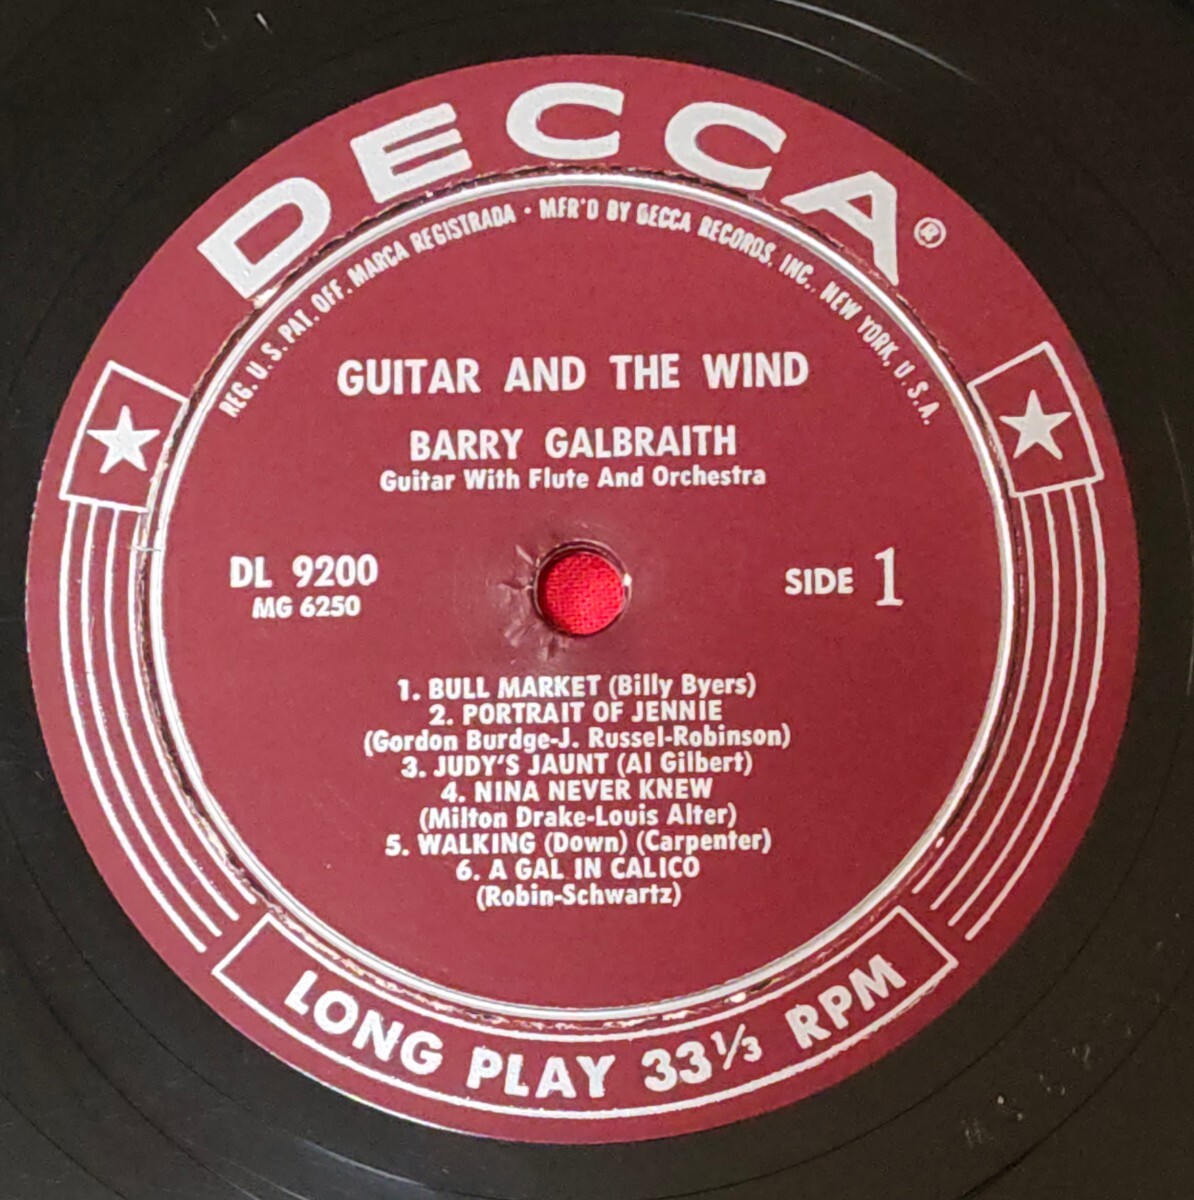 DECCA®
REG. U.S. PAT. OFF. MARCA REGISTRADA • MFR'D BY DECCA RECORDS, INC., NEW YORK, U.S.A.
GUITAR AND THE WIND
BARRY GALBRAITH
Guitar With Flute And Orchestra
DL 9200
MG 6250
SIDE 1
1. BULL MARKET (Billy Byers)
2. PORTRAIT OF JENNIE
(Gordon Burdge-J. Russel-Robinson)
3. JUDY'S JAUNT (Al Gilbert)
4. NINA NEVER KNEW
(Milton Drake-Louis Alter)
5. WALKING (Down) (Carpenter)
6. A GAL IN CALICO
(Robin-Schwartz)
LONG PLAY 33⅓ RPM